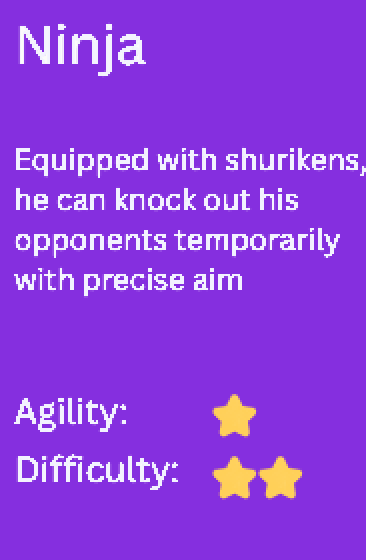 Ninja
Equipped with shurikens,
he can knock out his
opponents temporarily
with precise aim
Agility:
Difficulty: